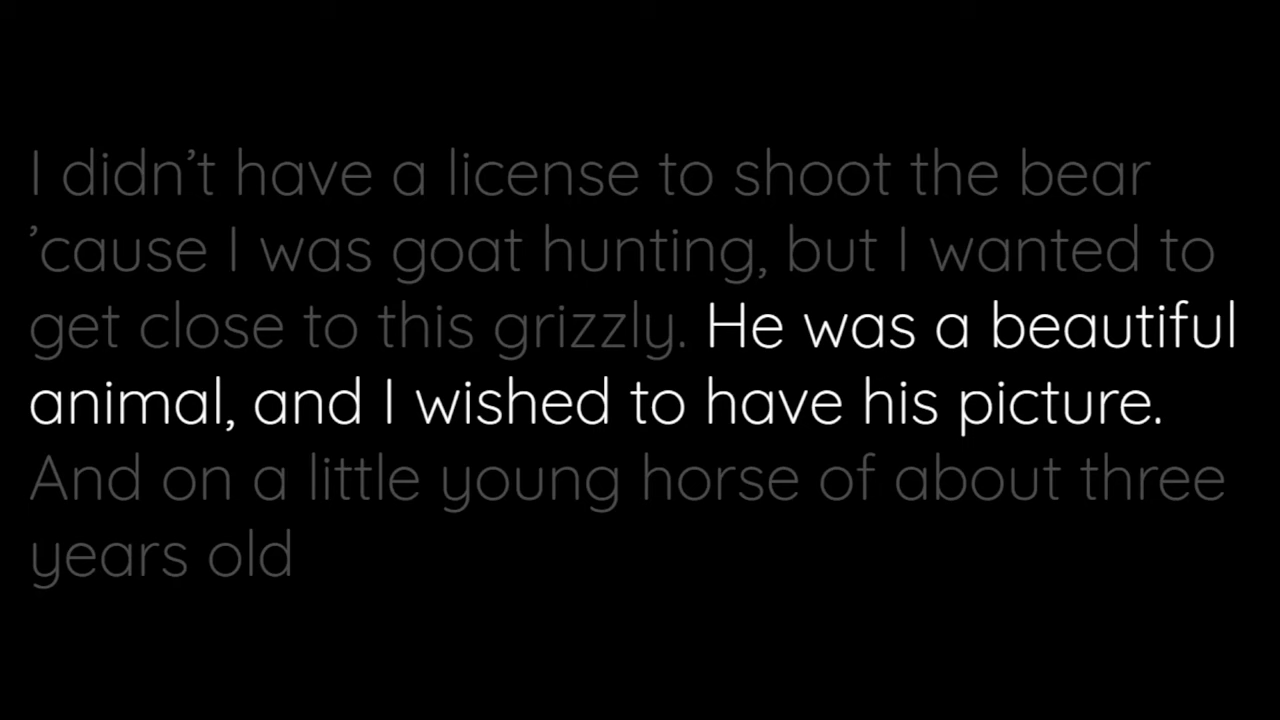 I didn’t have a license to shoot the bear
’cause I was goat hunting, but I wanted to
get close to this grizzly. He was a beautiful
animal, and I wished to have his picture.
And on a little young horse of about three
years old